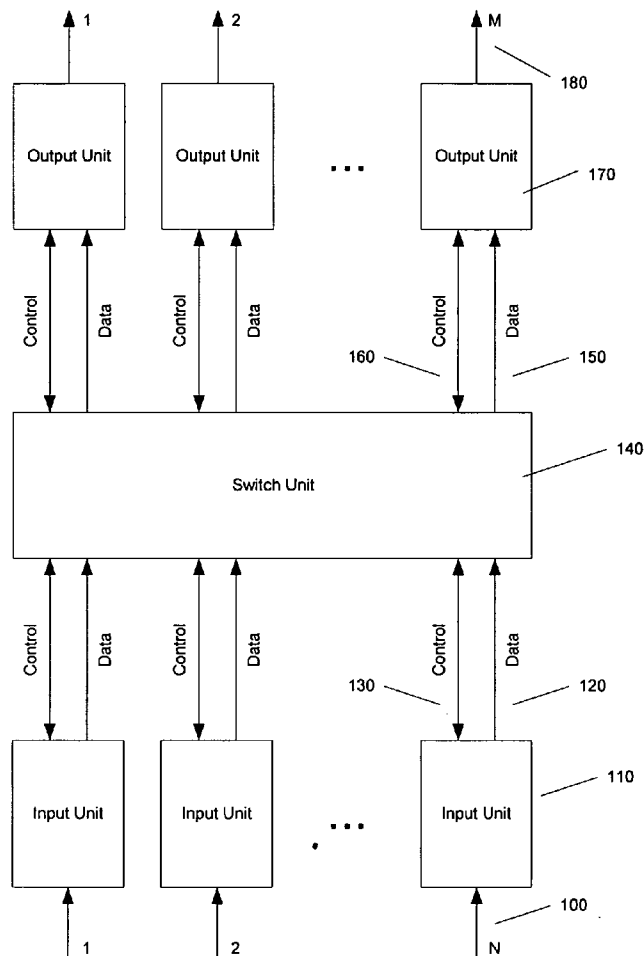 1 2 M
180
Output Unit Output Unit ... Output Unit
170
Control Data Control Data Control Data
160 150
Switch Unit
140
Control Data Control Data Control Data
130 120
Input Unit Input Unit ... Input Unit
110
100
1 2 N